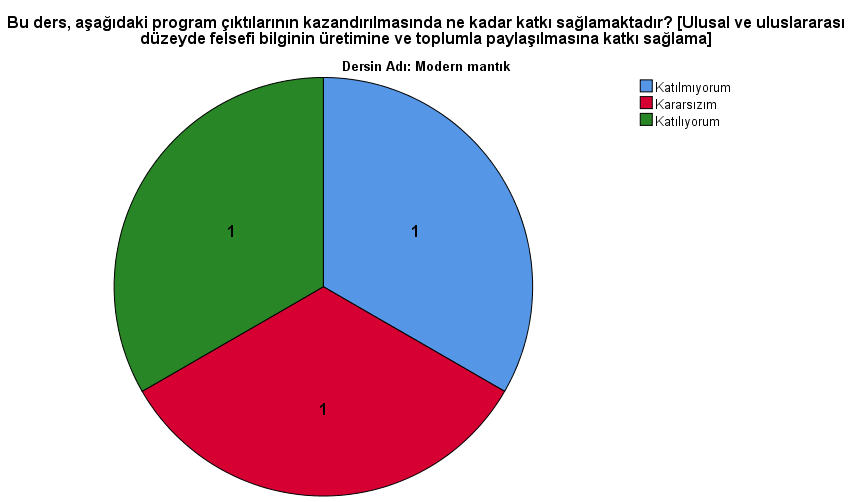 Bu ders, aşağıdaki program çıktılarının kazandırılmasında ne kadar katkı sağlamaktadır? [Ulusal ve uluslararası
düzeyde felsefi bilginin üretimine ve toplumla paylaşılmasına katkı sağlama]
Dersin Adı: Modern mantık
Katılmıyorum
Kararsızım
Katılıyorum
1
1
1